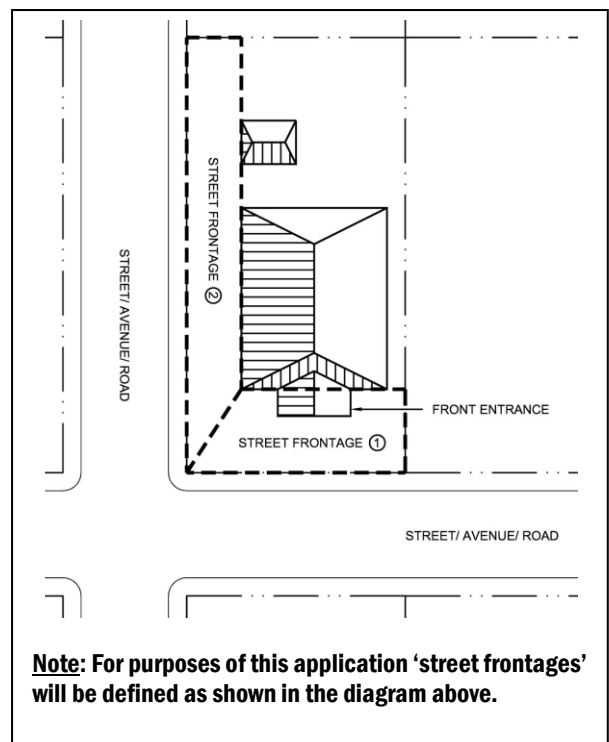 STREET FRONTAGE ②
STREET/ AVENUE/ ROAD
FRONT ENTRANCE
STREET FRONTAGE ①
STREET/ AVENUE/ ROAD
Note: For purposes of this application ‘street frontages’
will be defined as shown in the diagram above.